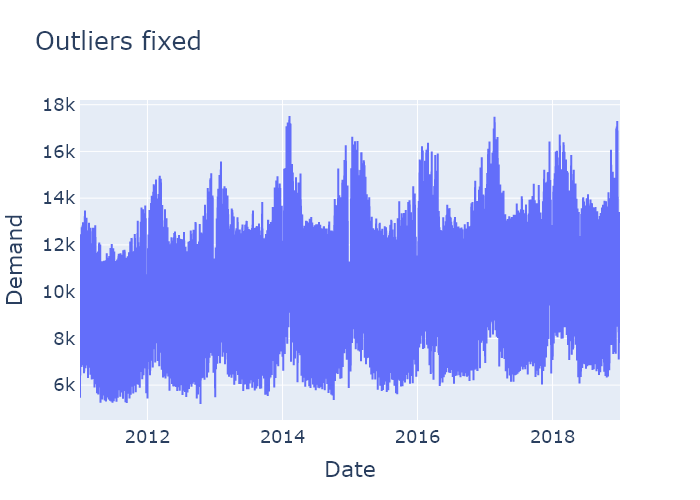 Outliers fixed
18k
16k
14k
12k
10k
8k
6k
Demand
2012
2014
2016
2018
Date